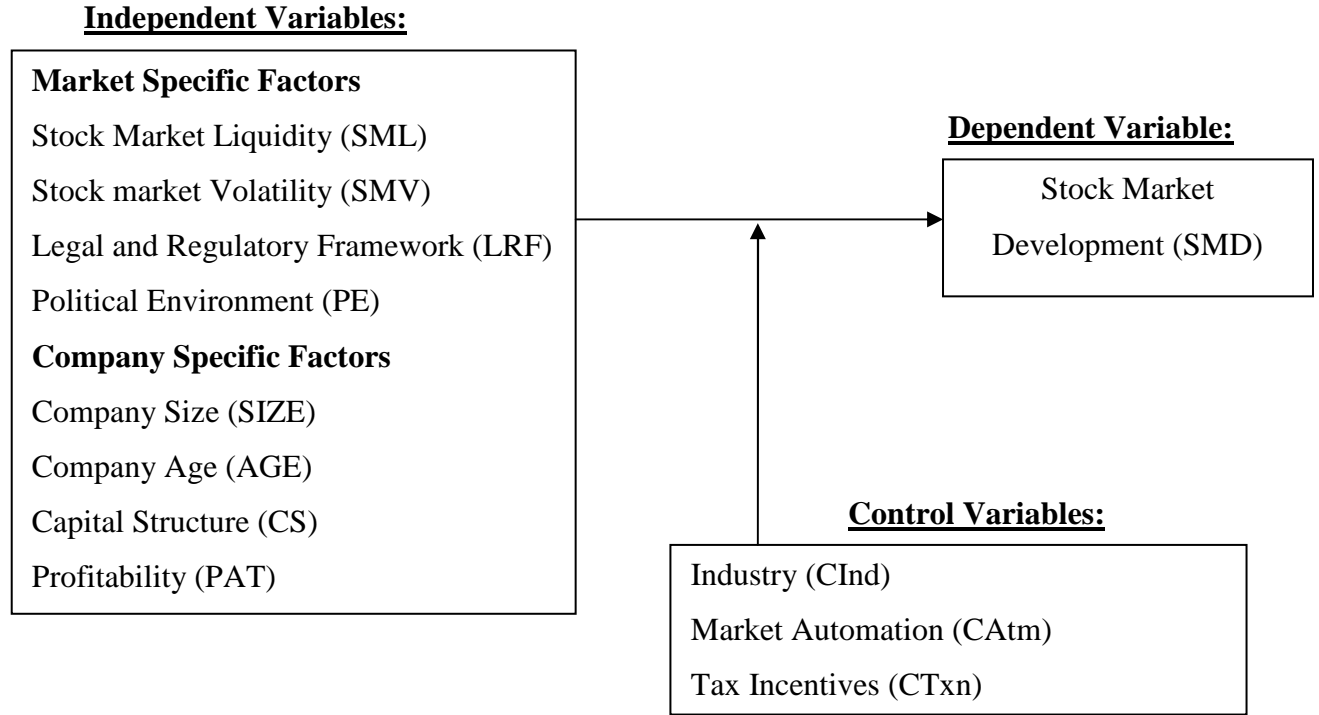 Independent Variables:
Market Specific Factors
Stock Market Liquidity (SML)
Stock market Volatility (SMV)
Legal and Regulatory Framework (LRF)
Political Environment (PE)
Company Specific Factors
Company Size (SIZE)
Company Age (AGE)
Capital Structure (CS)
Profitability (PAT)
Dependent Variable:
Stock Market
Development (SMD)
Control Variables:
Industry (CInd)
Market Automation (CAtm)
Tax Incentives (CTxn)